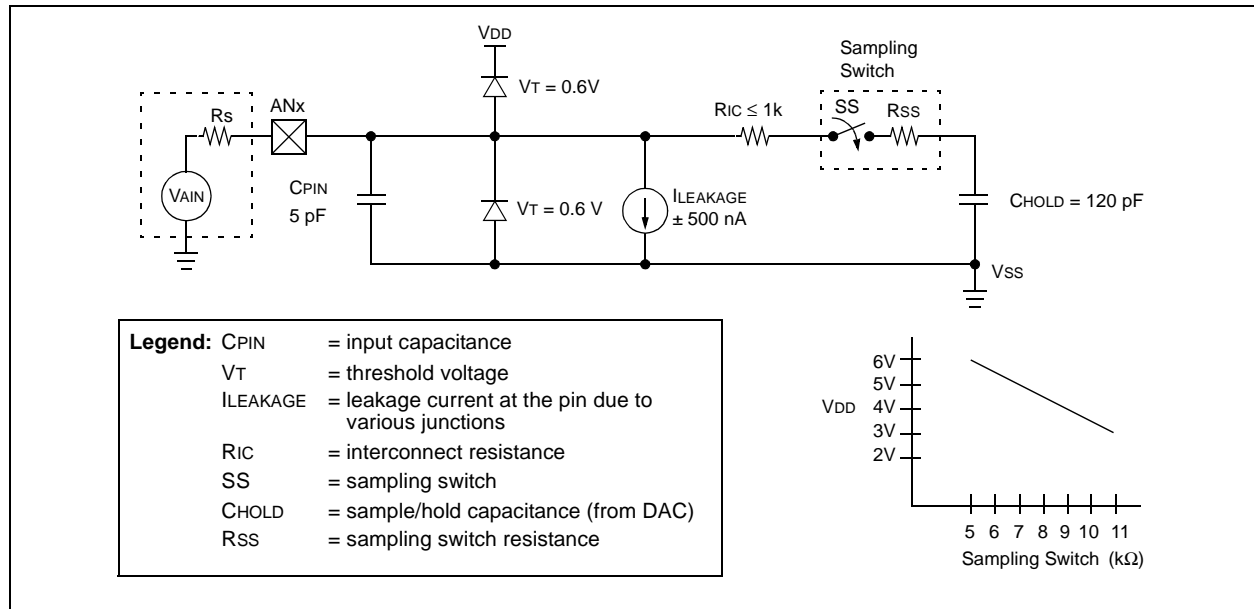 VDD
Sampling
Switch
VT = 0.6V
ANx
RIC ≤ 1k
SS
RSS
Rs
VAIN
CPIN
5 pF
VT = 0.6 V
ILEAKAGE
± 500 nA
CHOLD = 120 pF
VSS
Legend: CPIN = input capacitance
VT = threshold voltage
ILEAKAGE = leakage current at the pin due to
various junctions
RIC = interconnect resistance
SS = sampling switch
CHOLD = sample/hold capacitance (from DAC)
RSS = sampling switch resistance
6V
5V
VDD 4V
3V
2V
5 6 7 8 9 10 11
Sampling Switch (kΩ)